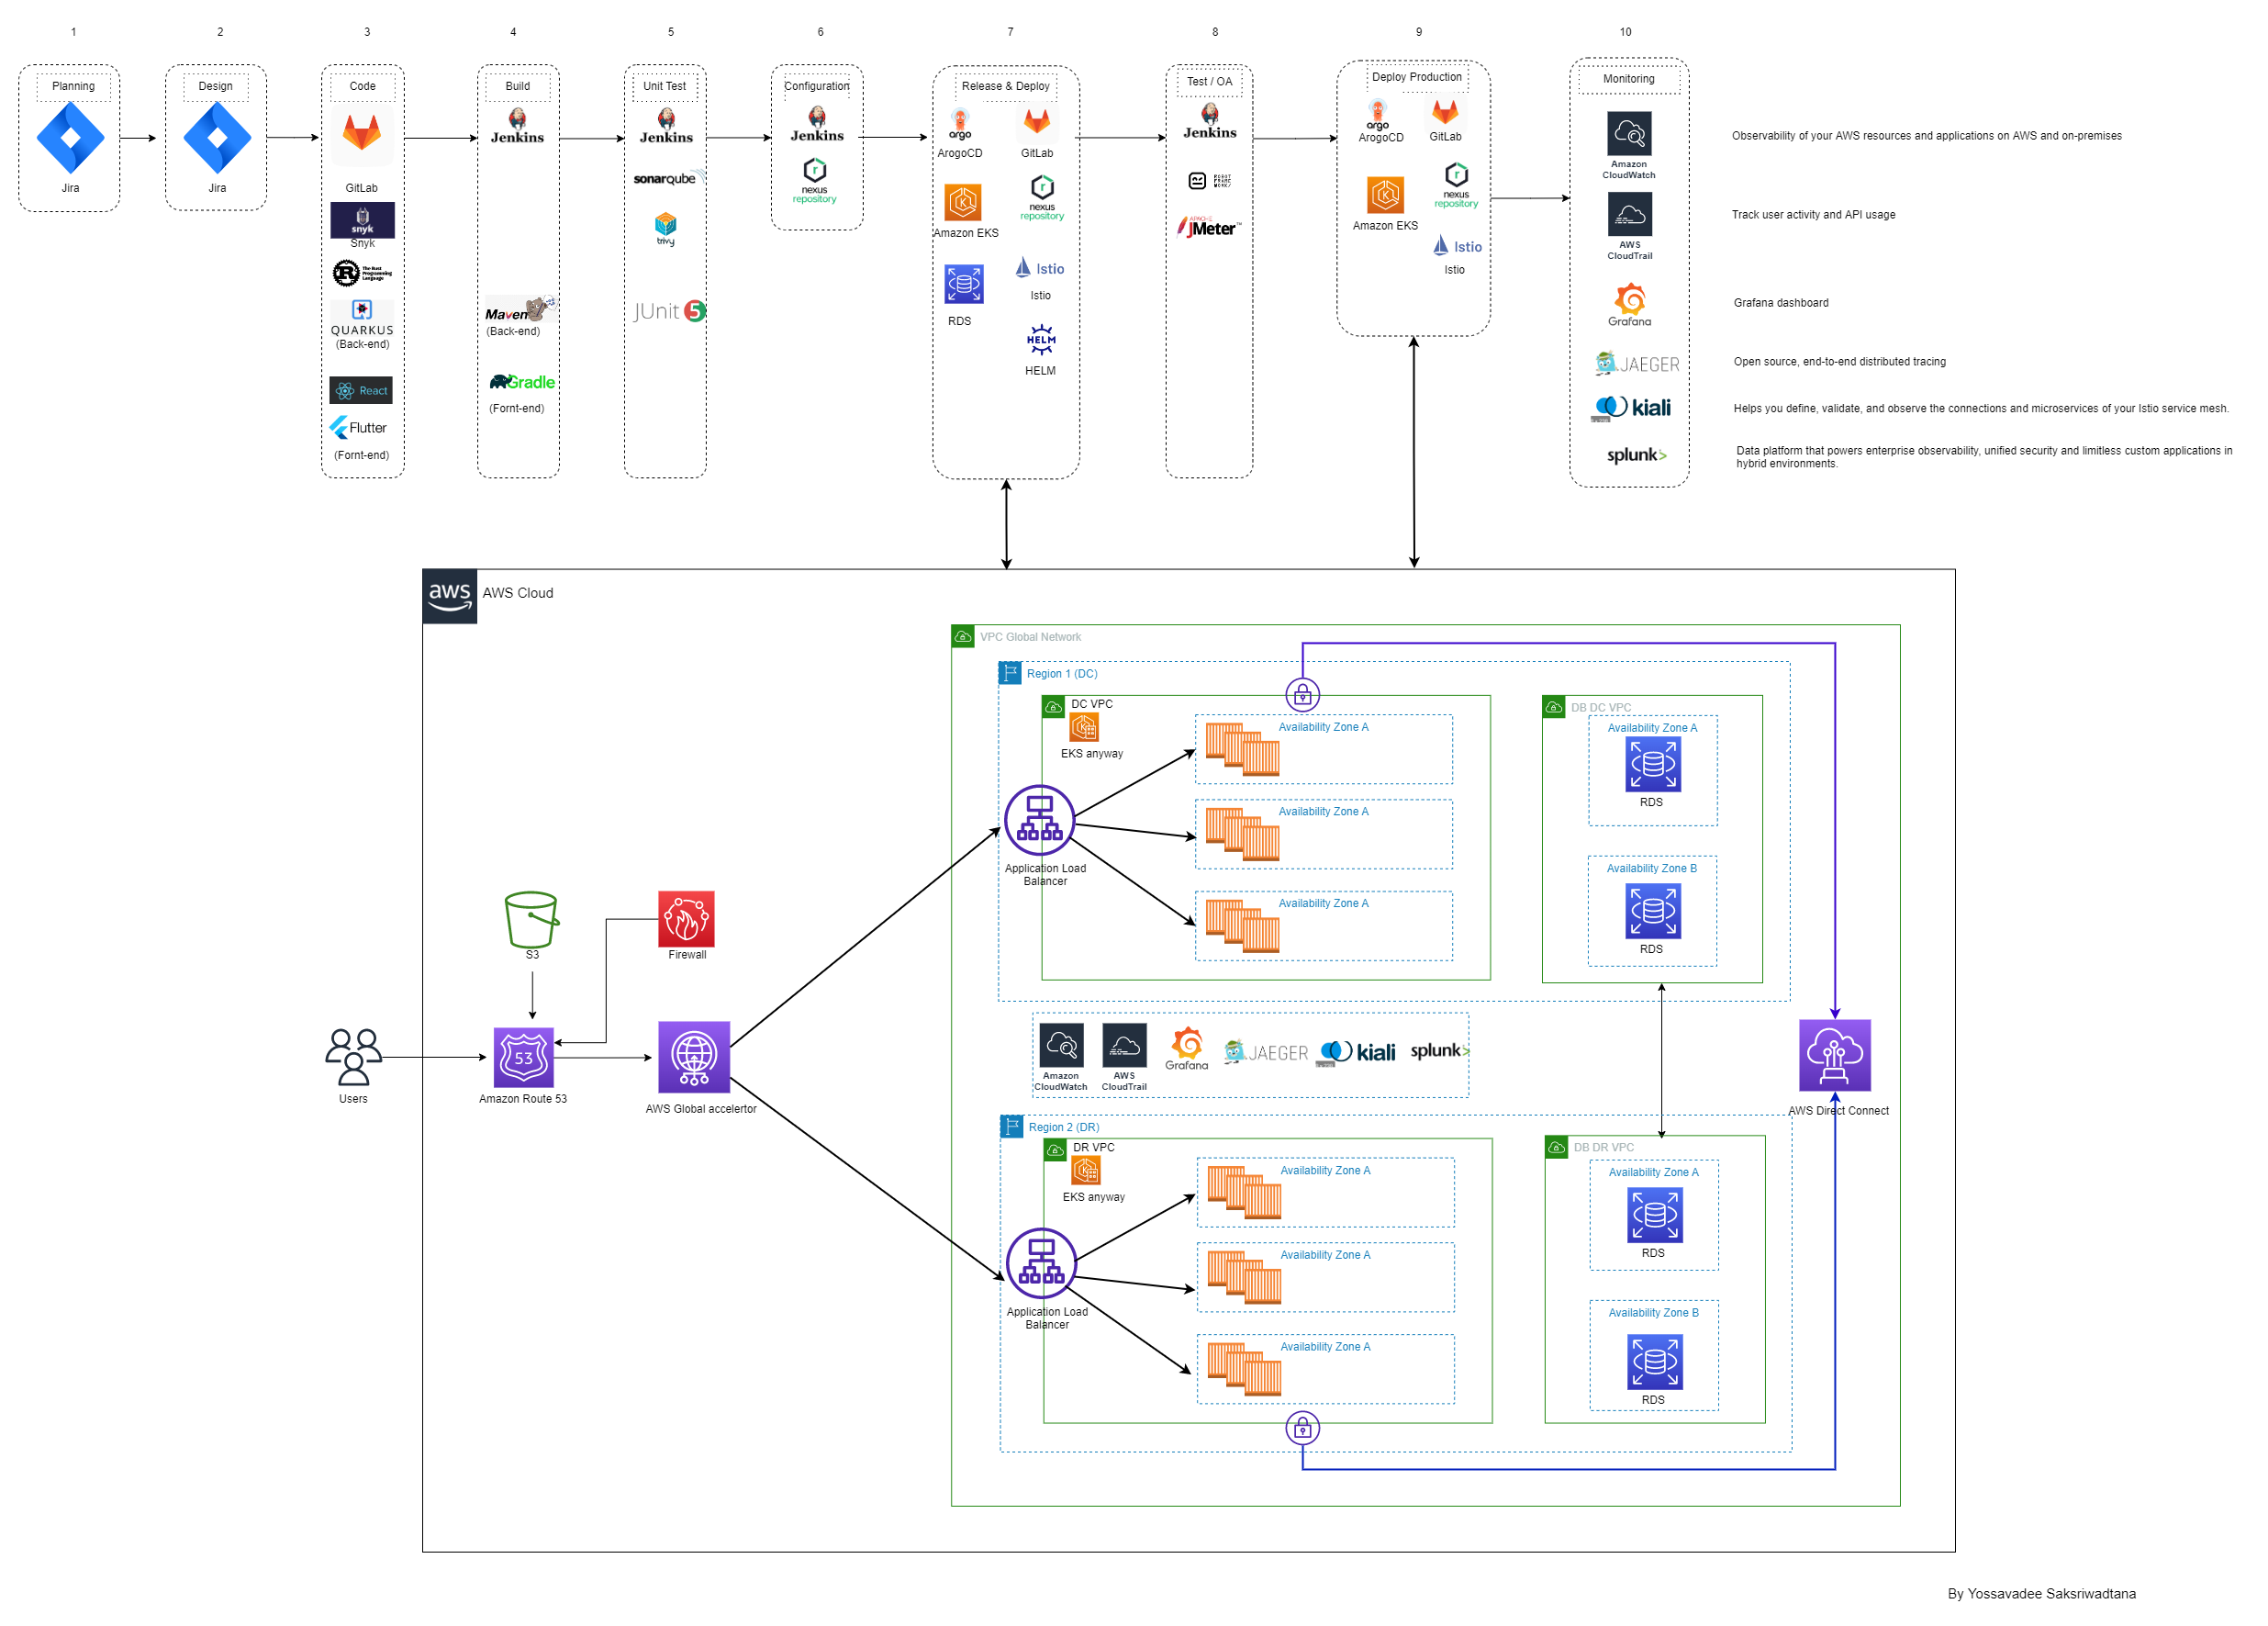 1
2
3
4
5
6
7
8
9
10
Planning
Jira
Design
Jira
Code
GitLab
snyk
Snyk
The Rust
Programming
Language
QUARKUS
(Back-end)
React
Flutter
(Fornt-end)
Build
Jenkins
Maven
(Back-end)
Gradle
(Fornt-end)
Unit Test
Jenkins
sonarqube
trivy
JUnit 5
Configuration
Jenkins
nexus
repository
Release & Deploy
argo
ArogoCD
GitLab
Amazon EKS
nexus
repository
RDS
Istio
Istio
HELM
HELM
Test / OA
Jenkins
ROBOT
FRAME
WORK/
APACHE
JMeter™
Deploy Production
argo
ArogoCD
GitLab
Amazon EKS
nexus
repository
Istio
Istio
Monitoring
Amazon
CloudWatch
Observability of your AWS resources and applications on AWS and on-premises
AWS
CloudTrail
Track user activity and API usage
Grafana
Grafana dashboard
JAEGER
Open source, end-to-end distributed tracing
kiali
Helps you define, validate, and observe the connections and microservices of your Istio service mesh.
splunk>
Data platform that powers enterprise observability, unified security and limitless custom applications in
hybrid environments.
aws
AWS Cloud
VPC Global Network
Region 1 (DC)
DC VPC
EKS anyway
Availability Zone A
Availability Zone A
Availability Zone A
Application Load
Balancer
DB DC VPC
Availability Zone A
RDS
Availability Zone B
RDS
S3
Firewall
Users
53
Amazon Route 53
AWS Global accelertor
Amazon
CloudWatch
AWS
CloudTrail
Grafana
JAEGER
kiali
splunk>
AWS Direct Connect
Region 2 (DR)
DR VPC
EKS anyway
Availability Zone A
Availability Zone A
Availability Zone A
Application Load
Balancer
DB DR VPC
Availability Zone A
RDS
Availability Zone B
RDS
By Yossavadee Saksriwadtana